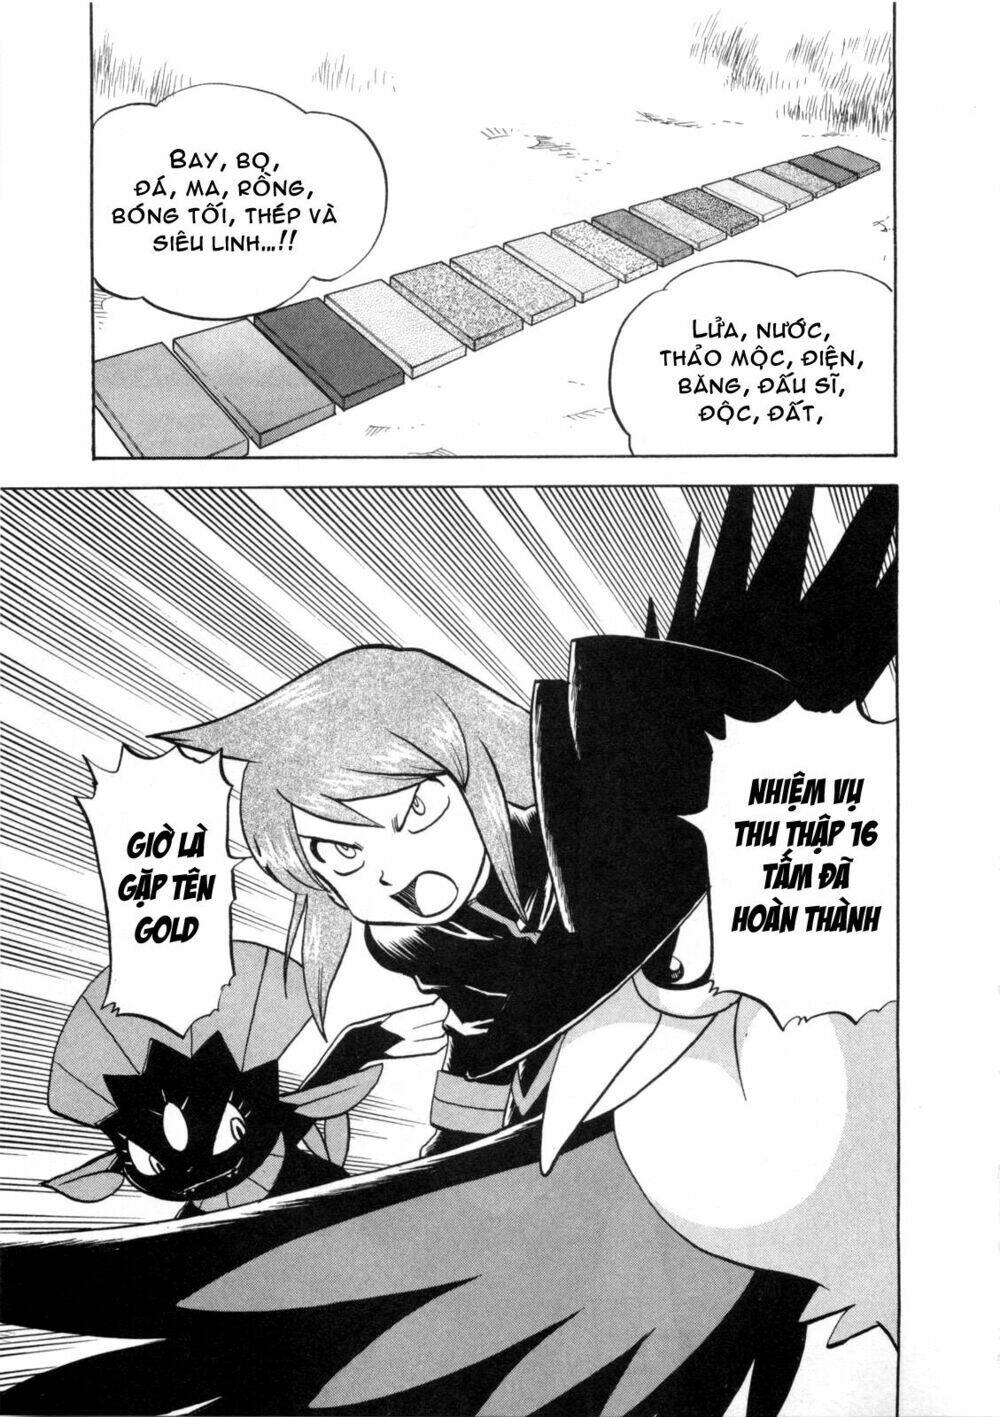 Lửa, nước,
thảo mộc, điện,
băng, đấu sĩ,
độc, đất,
Bay, bọ,
đá, ma, rồng,
bóng tối, thép và
siêu linh...!!
NHIỆM VỤ
THU THẬP 16
TẤM ĐÃ
HOÀN THÀNH
GIỜ LÀ
GẶP TÊN
GOLD